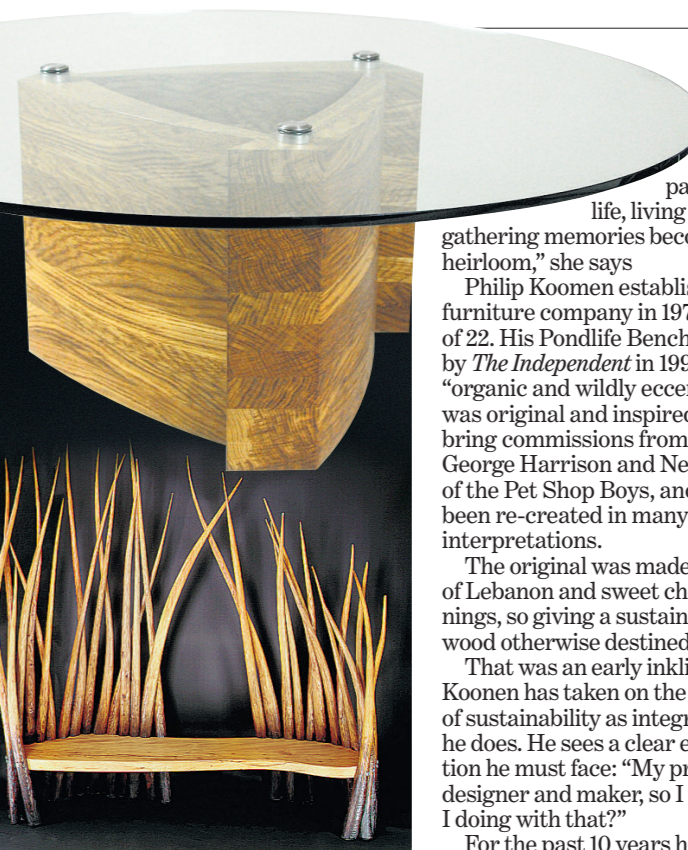 pa
life, living
gathering memories beco
heirloom,” she says
Philip Koomen establis
furniture company in 197
of 22. His Pondlife Bench
by The Independent in 199
“organic and wildly eccen
was original and inspired
bring commissions from
George Harrison and Ne
of the Pet Shop Boys, and
been re-created in many
interpretations.
The original was made
of Lebanon and sweet ch
nings, so giving a sustain
wood otherwise destined
That was an early inkli
Koonen has taken on the
of sustainability as integr
he does. He sees a clear e
tion he must face: “My pr
designer and maker, so I
I doing with that?”
For the past 10 years h